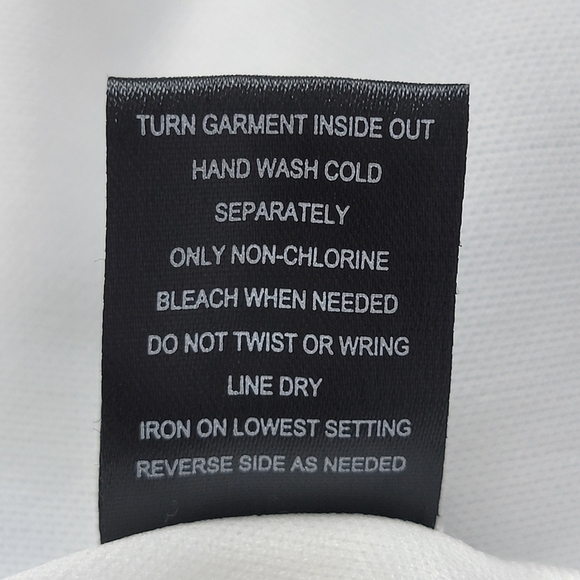 TURN GARMENT INSIDE OUT
HAND WASH COLD
SEPARATELY
ONLY NON-CHLORINE
BLEACH WHEN NEEDED
DO NOT TWIST OR WRING
LINE DRY
IRON ON LOWEST SETTING
REVERSE SIDE AS NEEDED